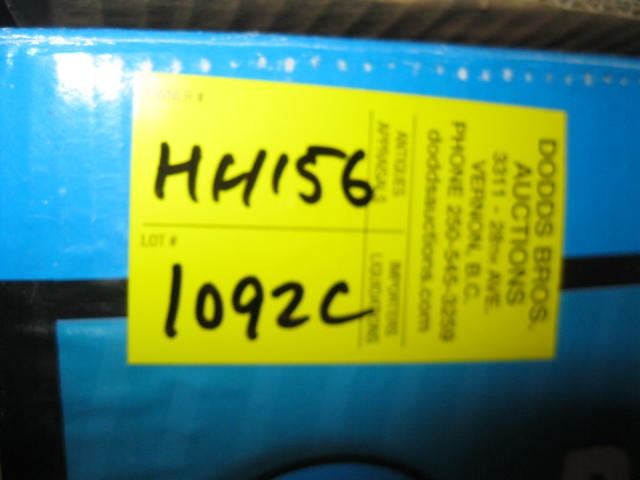 HH156
LOT #
1092C
ANTIQUES
APPRAISALS
IMPORTERS
LIQUIDATIONS
DODDS BROS.
AUCTIONS
3311 - 28TH AVE.
VERNON, B.C.
PHONE 250-545-3259
doddsauctions.com